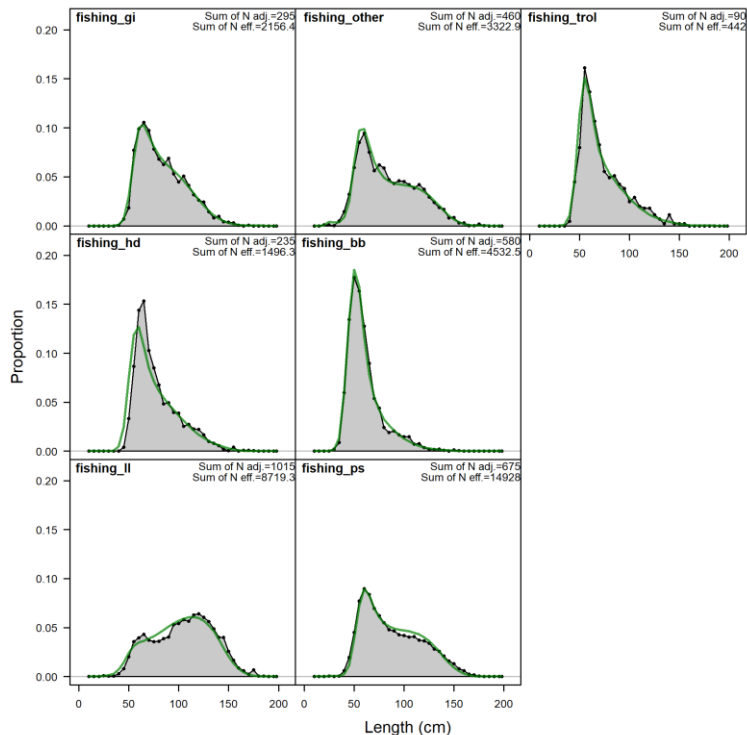 fishing_gi
Sum of N adj.=295
Sum of N eff.=2156.4
fishing_other
Sum of N adj.=460
Sum of N eff.=3322.9
fishing_trol
Sum of N adj.=90
Sum of N eff.=442
0.20
0.15
0.10
0.05
0.00
fishing_hd
Sum of N adj.=235
Sum of N eff.=1496.3
fishing_bb
Sum of N adj.=580
Sum of N eff.=4532.5
0 50 100 150 200
0.20
0.15
0.10
0.05
0.00
Proportion
fishing_ll
Sum of N adj.=1015
Sum of N eff.=8719.3
fishing_ps
Sum of N adj.=675
Sum of N eff.=14928
0.20
0.15
0.10
0.05
0.00
0 50 100 150 200
0 50 100 150 200
Length (cm)